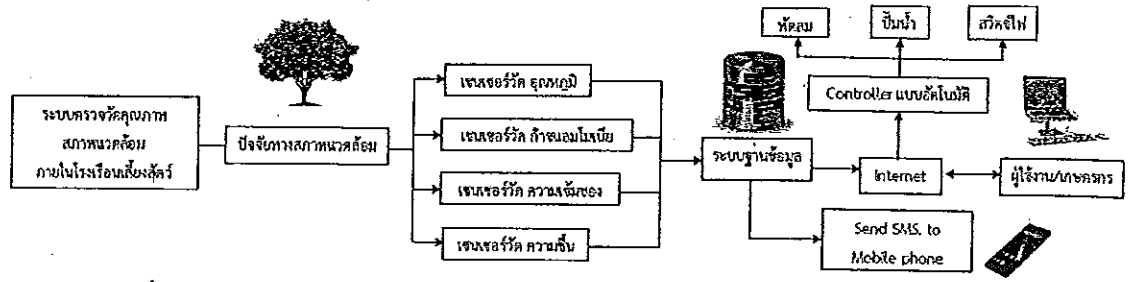 ระบบตรวจวัดคุณภาพ
สภาพแวดล้อม
ภายในโรงเรือนเลี้ยงสัตว์
ปัจจัยทางสภาพแวดล้อม
เซนเซอร์วัด อุณหภูมิ
เซนเซอร์วัด ก๊าซแอมโมเนีย
เซนเซอร์วัด ความเข้มของ
เซนเซอร์วัด ความชื้น
ระบบฐานข้อมูล
พัดลม
ปั๊มน้ำ
สวิตช์ไฟ
Controller แบบอัตโนมัติ
Internet
ผู้ใช้งาน/เกษตรกร
Send SMS. to
Mobile phone